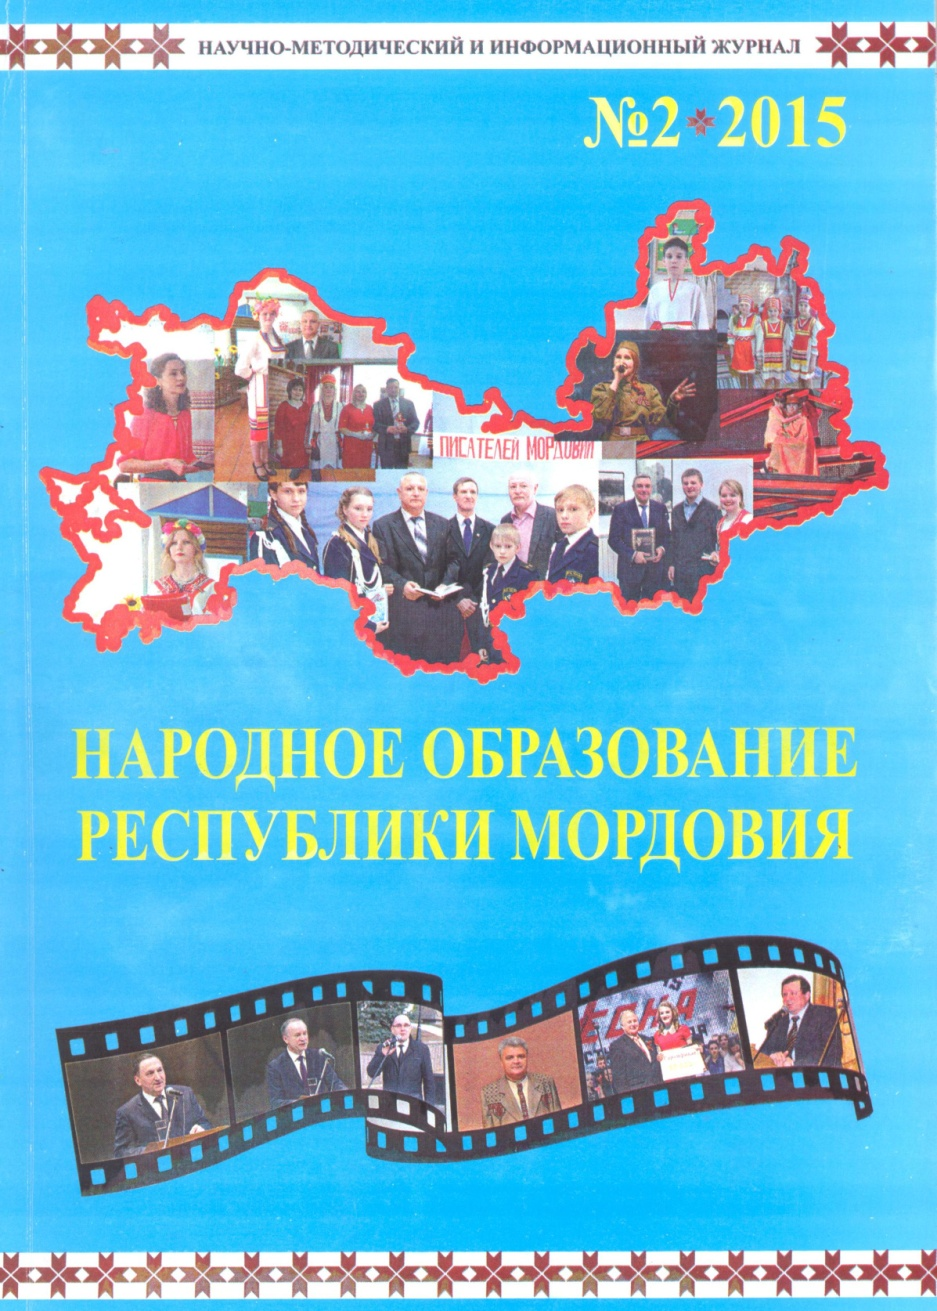 НАУЧНО-МЕТОДИЧЕСКИЙ И ИНФОРМАЦИОННЫЙ ЖУРНАЛ
№2 2015
ПИСАТЕЛЕЙ МОРДОВИИ
НАРОДНОЕ ОБРАЗОВАНИЕ
РЕСПУБЛИКИ МОРДОВИЯ